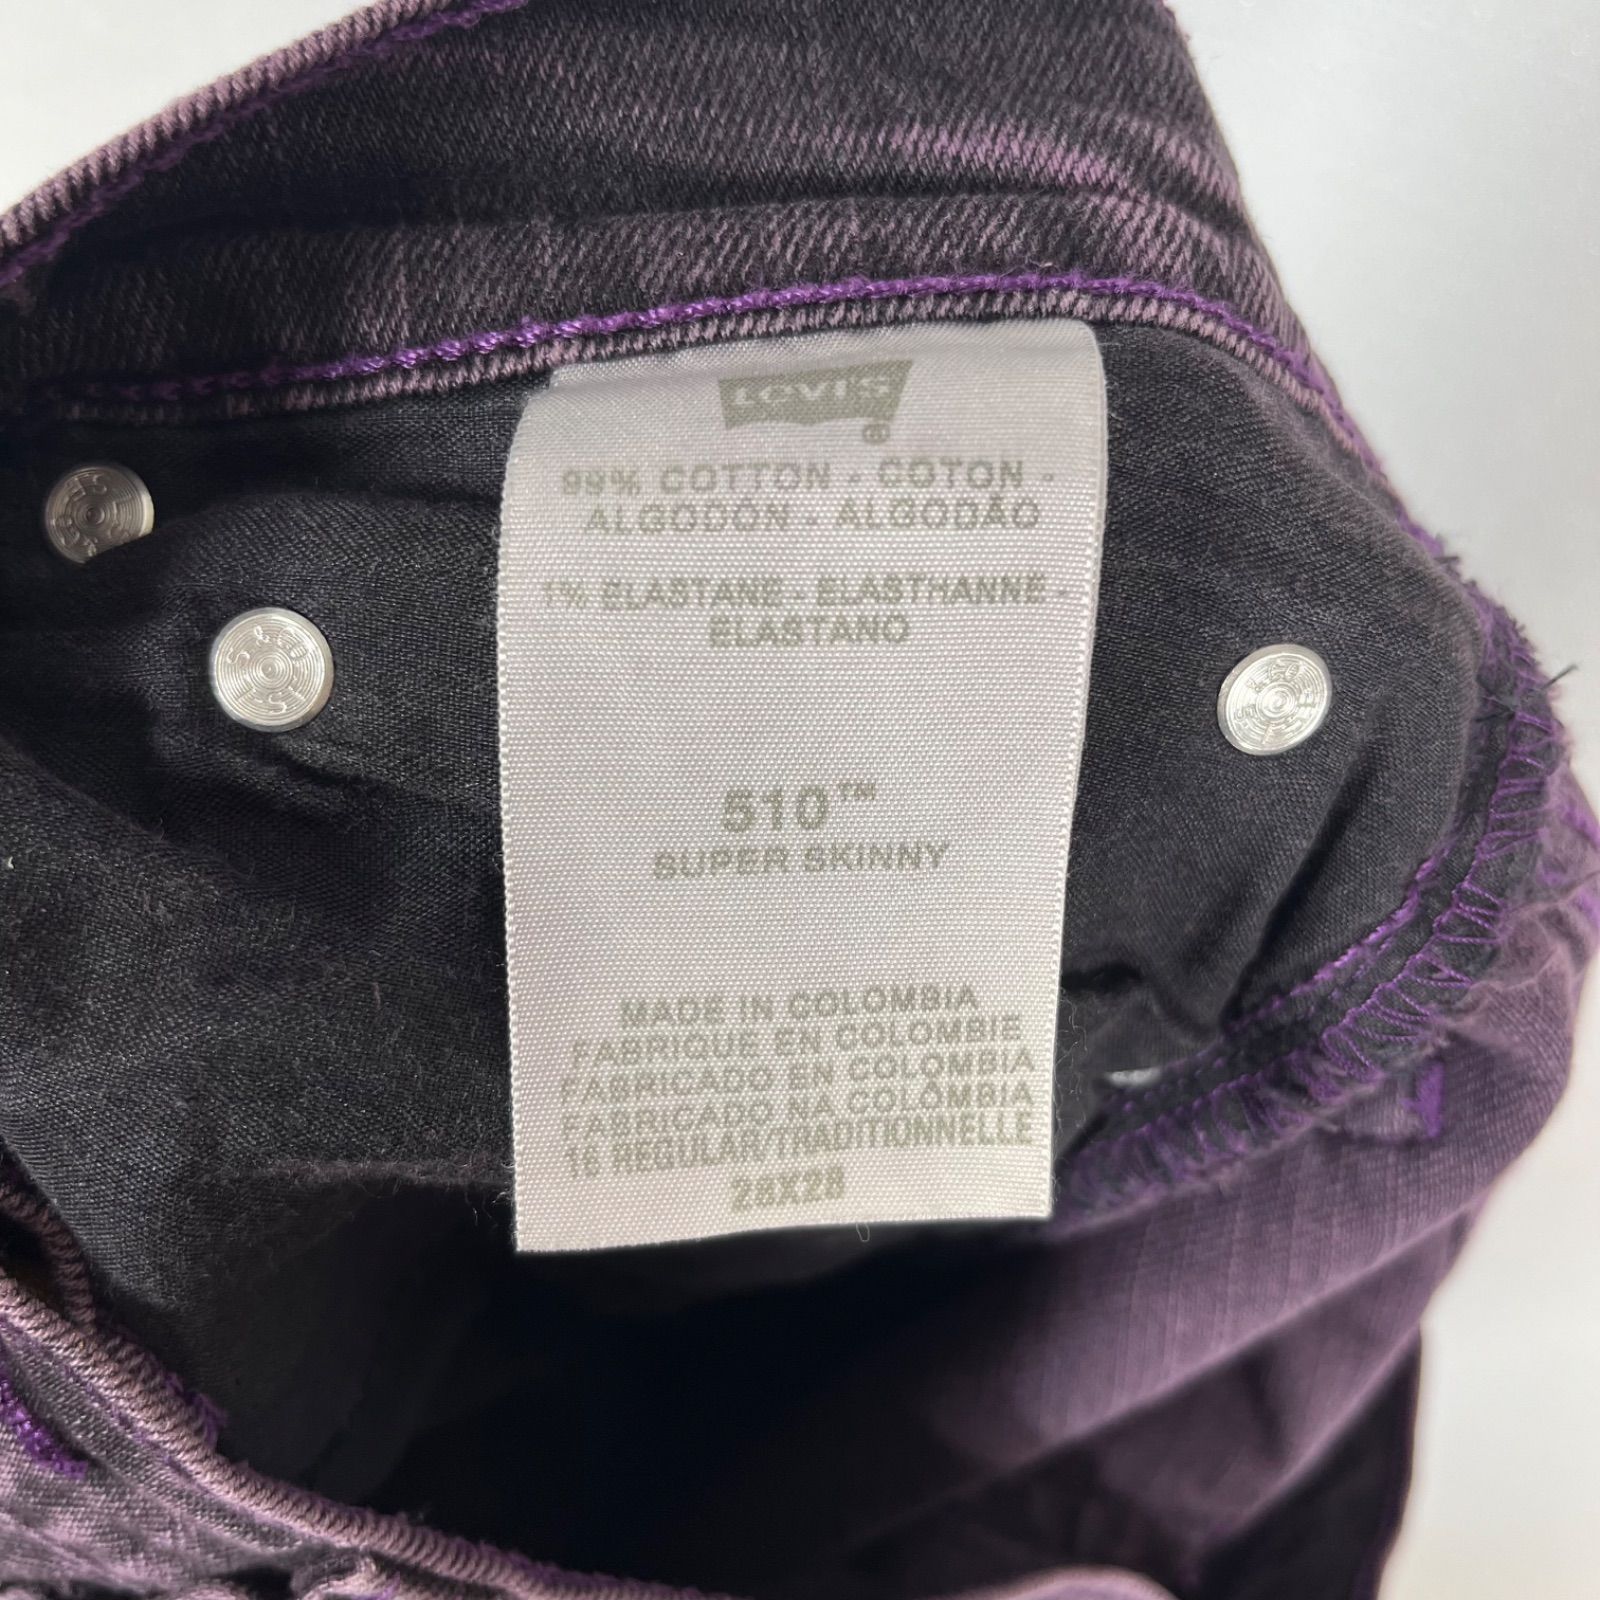 LEVI'S
®
99% COTTON - COTON -
ALGODÓN - ALGODÃO
1% ELASTANE - ELASTHANNE -
ELASTANO
510™
SUPER SKINNY
MADE IN COLOMBIA
FABRIQUE EN COLOMBIE
FABRICADO EN COLOMBIA
FABRICADO NA COLÔMBIA
16 REGULAR/TRADITIONNELLE
28X28